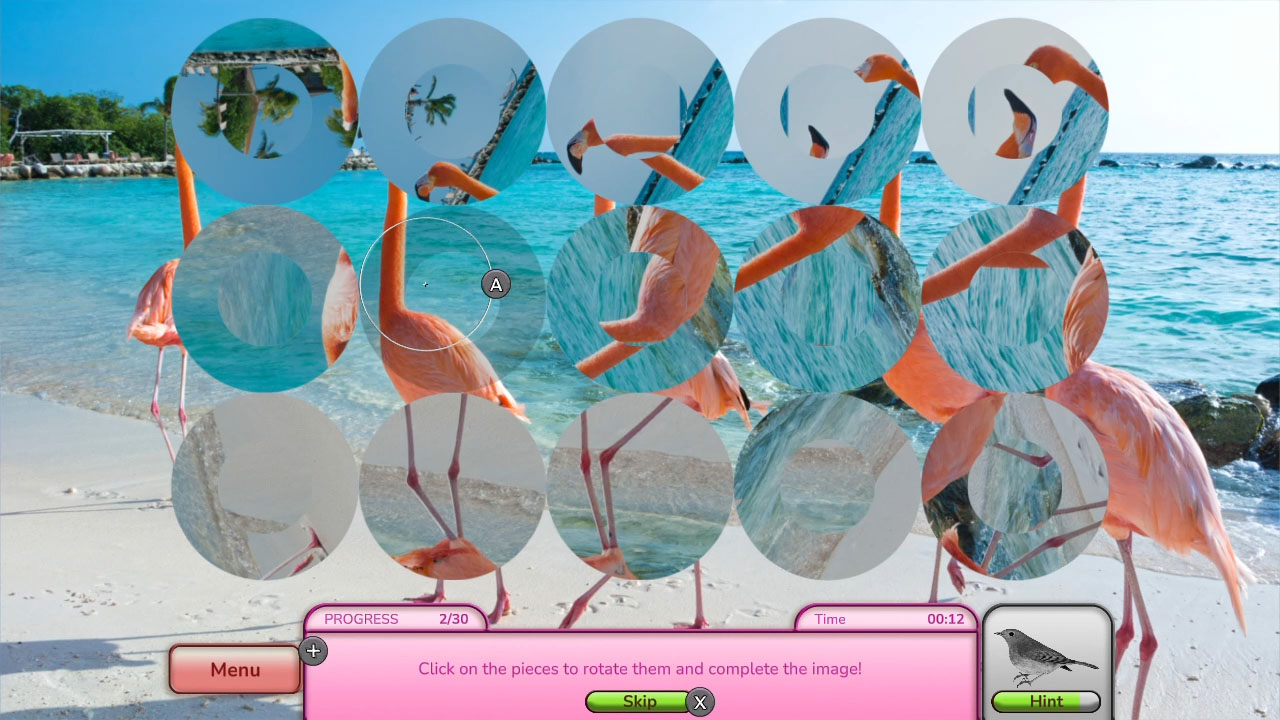 A
PROGRESS 2/30
Time 00:12
+
Click on the pieces to rotate them and complete the image!
Menu
Skip X
Hint